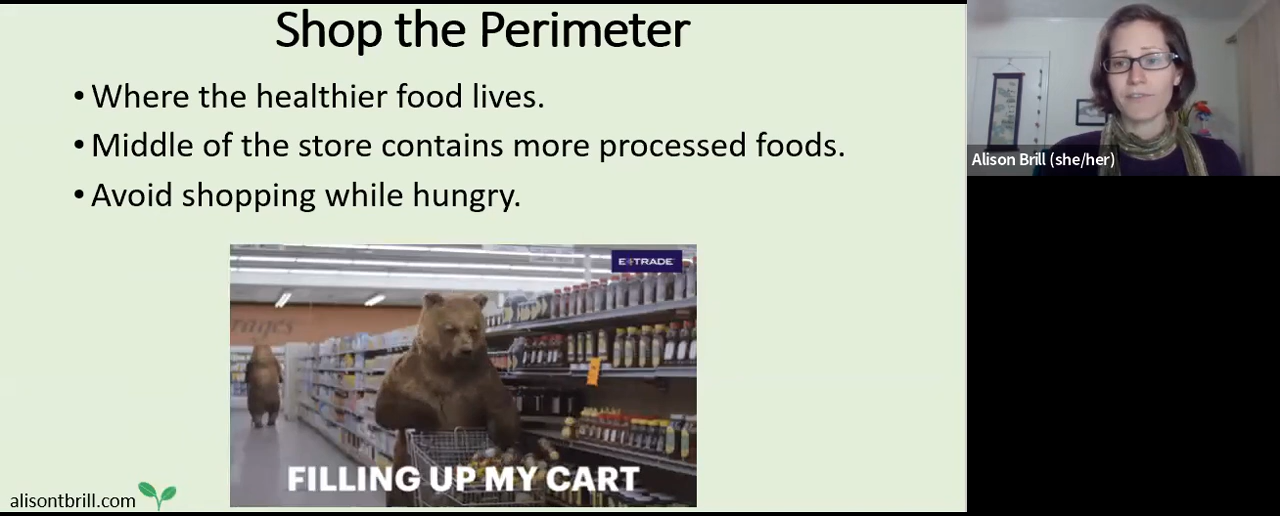 Shop the Perimeter
• Where the healthier food lives.
• Middle of the store contains more processed foods.
• Avoid shopping while hungry.
E*TRADE
rages
FILLING UP MY CART
alisontbrill.com
Alison Brill (she/her)